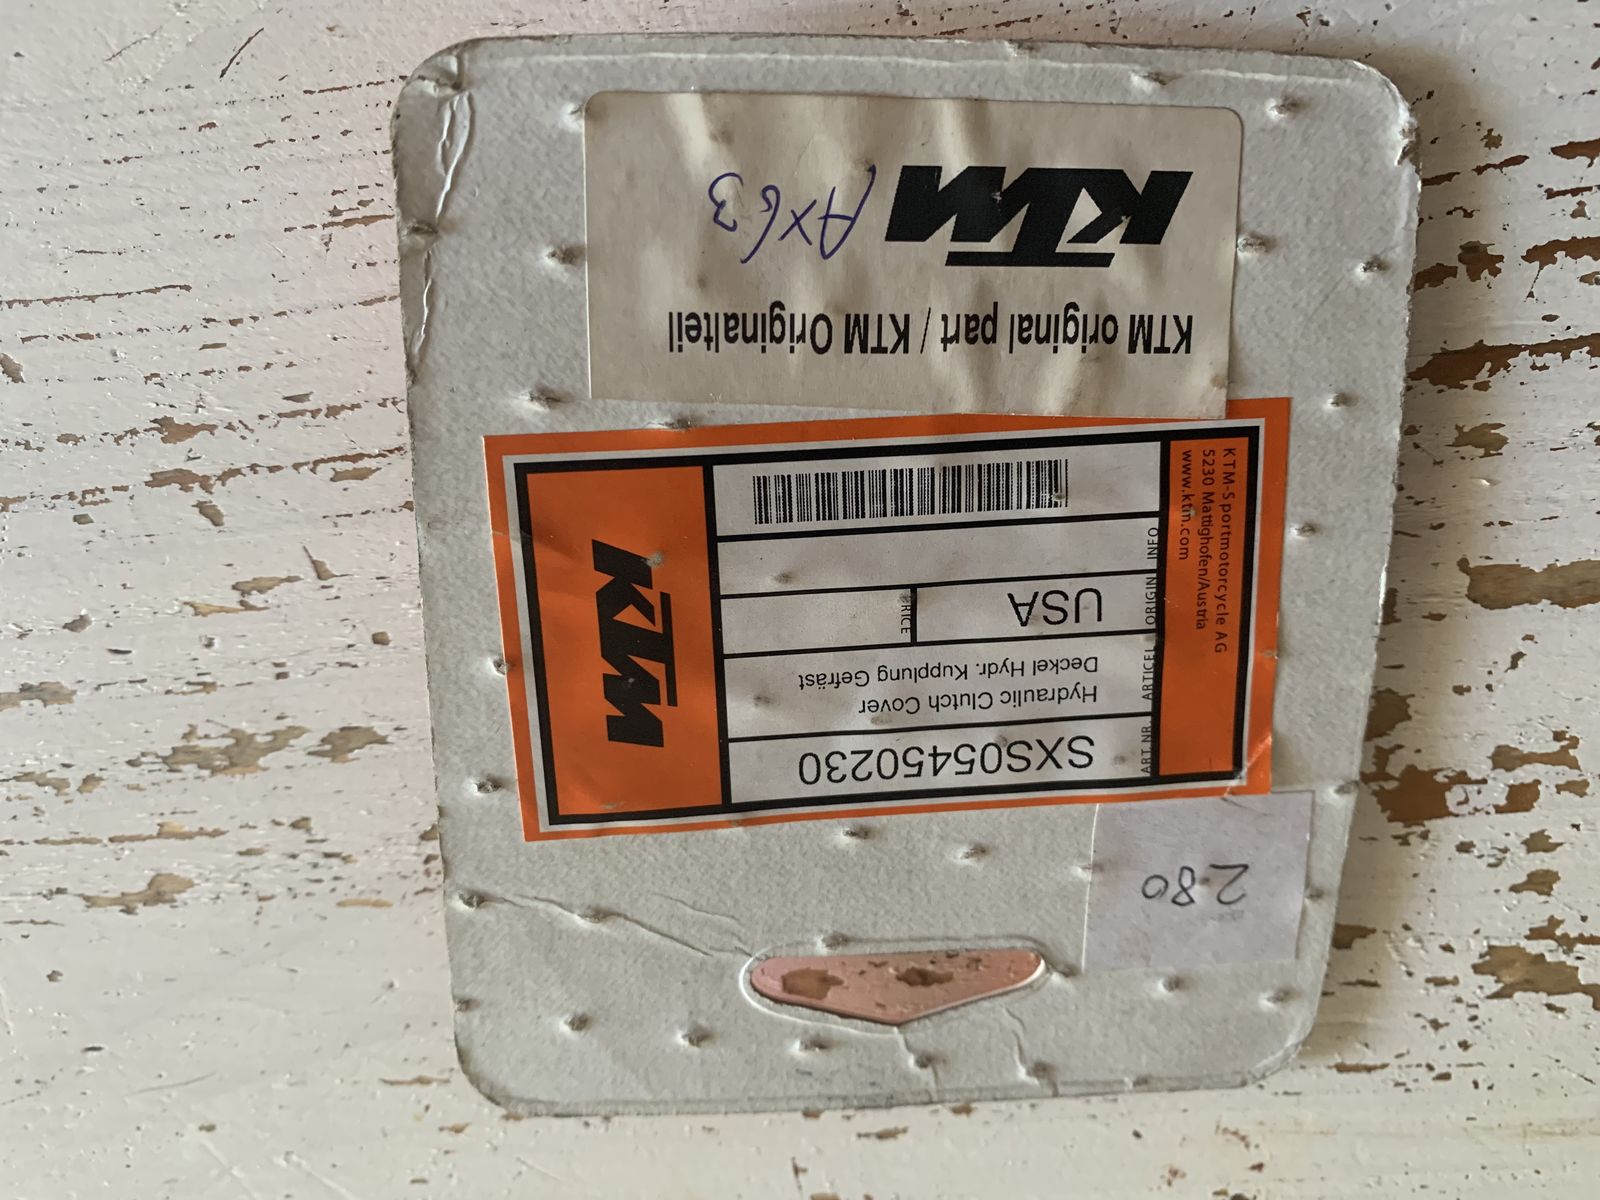 280
ART. NR.
SXS05450230
ARTICEL
Hydraulic Clutch Cover
Deckel Hydr. Kupplung Gefräst
ORIGIN
USA
PRICE
INFO
KTM-Sportmotorcycle AG
5230 Mattighofen/Austria
www.ktm.com
KTM
KTM original part / KTM Originalteil
KTM
AX63